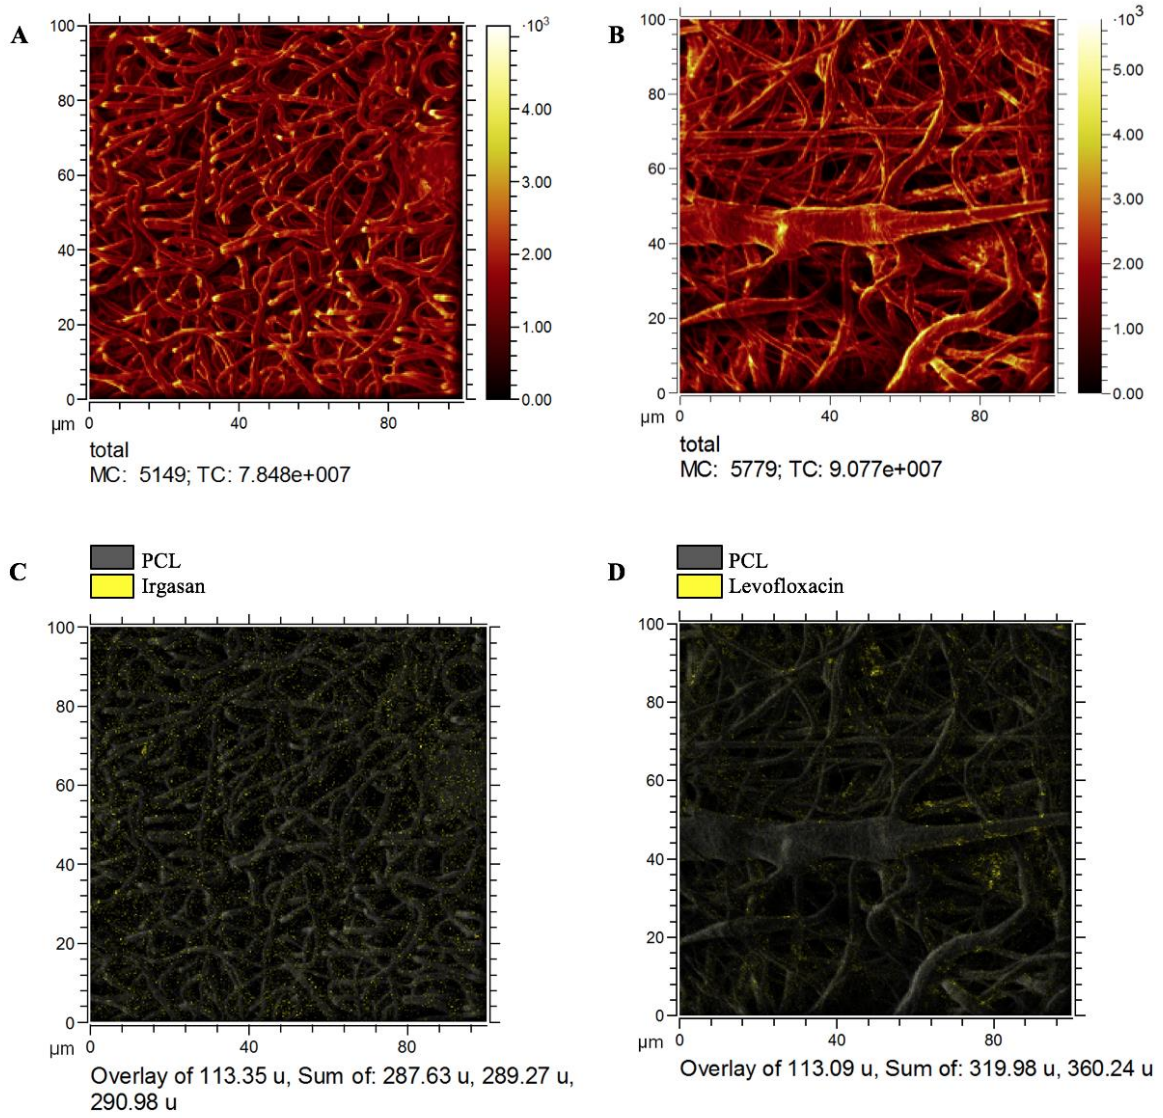 A
100
80
60
40
20
0
µm
0
40
80
·10³
4.00
3.00
2.00
1.00
0.00
total
MC: 5149; TC: 7.848e+007
B
100
80
60
40
20
0
µm
0
40
80
·10³
5.00
4.00
3.00
2.00
1.00
0.00
total
MC: 5779; TC: 9.077e+007
C
PCL
Irgasan
100
80
60
40
20
0
µm
0
40
80
Overlay of 113.35 u, Sum of: 287.63 u, 289.27 u,
290.98 u
D
PCL
Levofloxacin
100
80
60
40
20
0
µm
0
40
80
Overlay of 113.09 u, Sum of: 319.98 u, 360.24 u